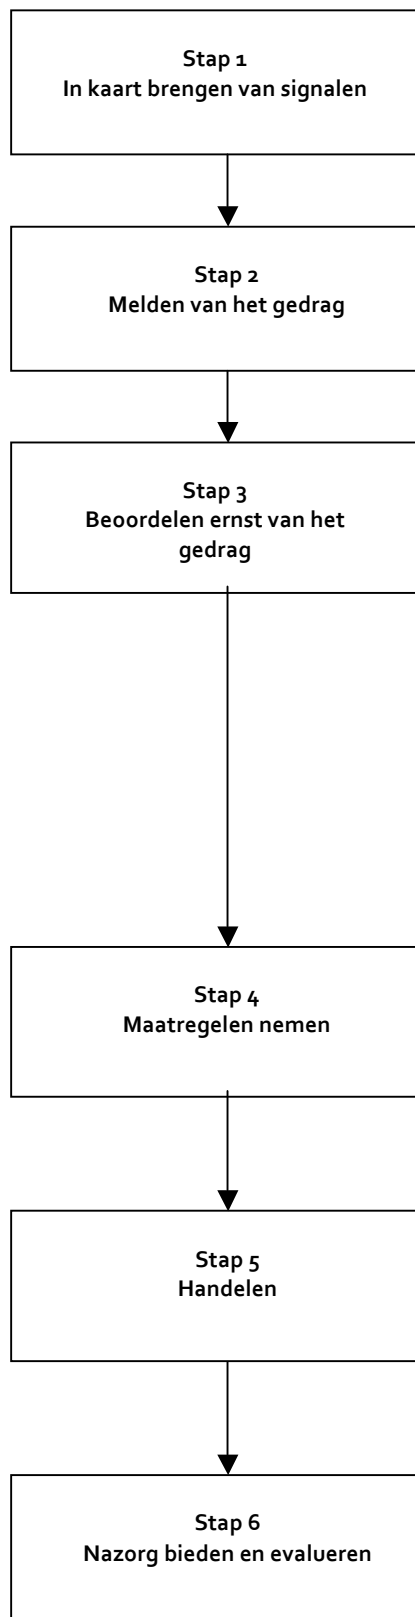 Stap 1
In kaart brengen van signalen
Stap 2
Melden van het gedrag
Stap 3
Beoordelen ernst van het
gedrag
Stap 4
Maatregelen nemen
Stap 5
Handelen
Stap 6
Nazorg bieden en evalueren